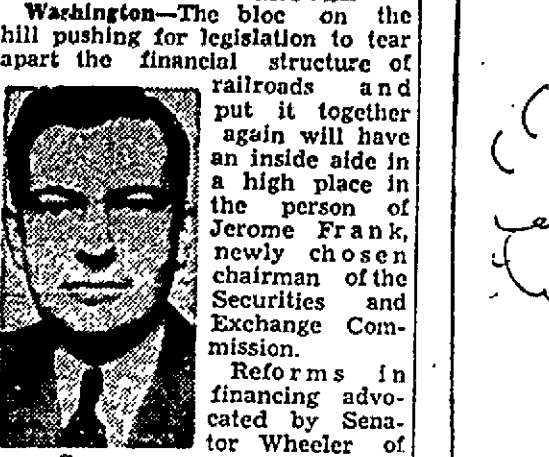 Washington—The bloc on the
hill pushing for legislation to tear
apart the financial structure of
railroads and
put it together
again will have
an inside aide in
a high place in
the person of
Jerome Frank,
newly chosen
chairman of the
Securities and
Exchange Com-
mission.
Reforms in
financing advo-
cated by Sena-
tor Wheeler of